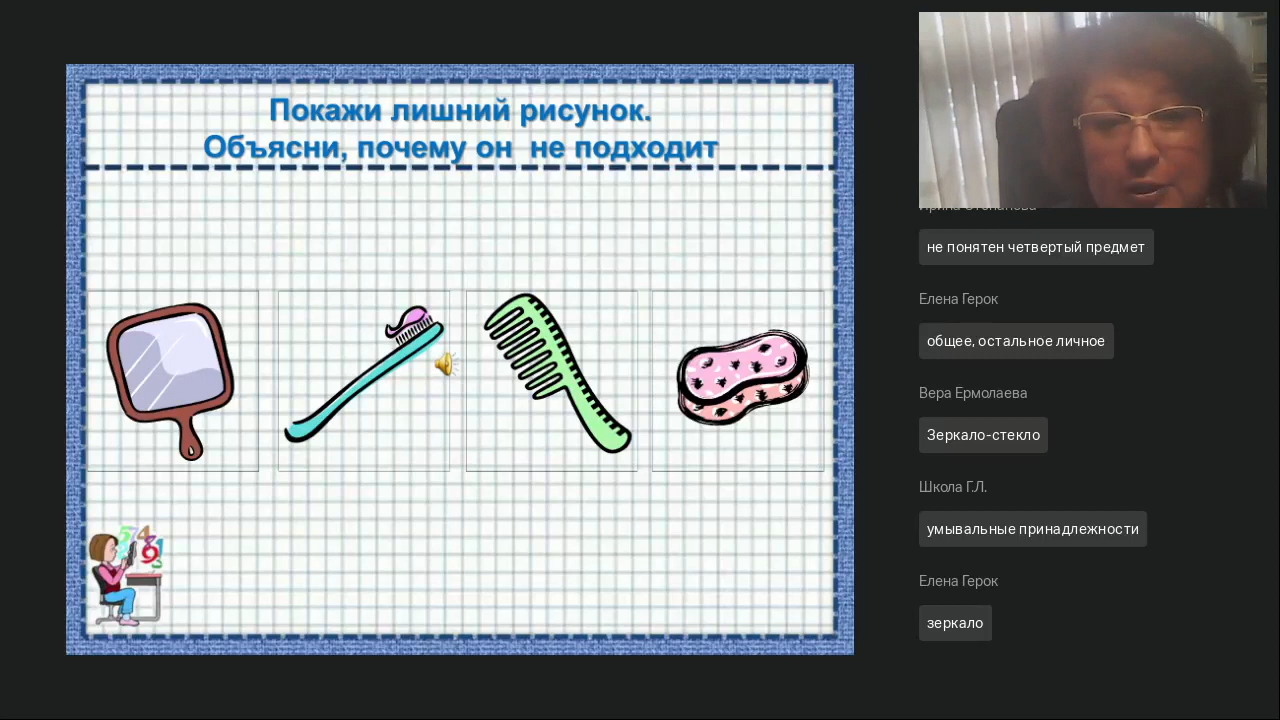 Покажи лишний рисунок.
Объясни, почему он не подходит
не понятен четвертый предмет
Елена Герок
общее, остальное личное
Вера Ермолаева
Зеркало-стекло
Школа Г.Л.
умывальные принадлежности
Елена Герок
зеркало